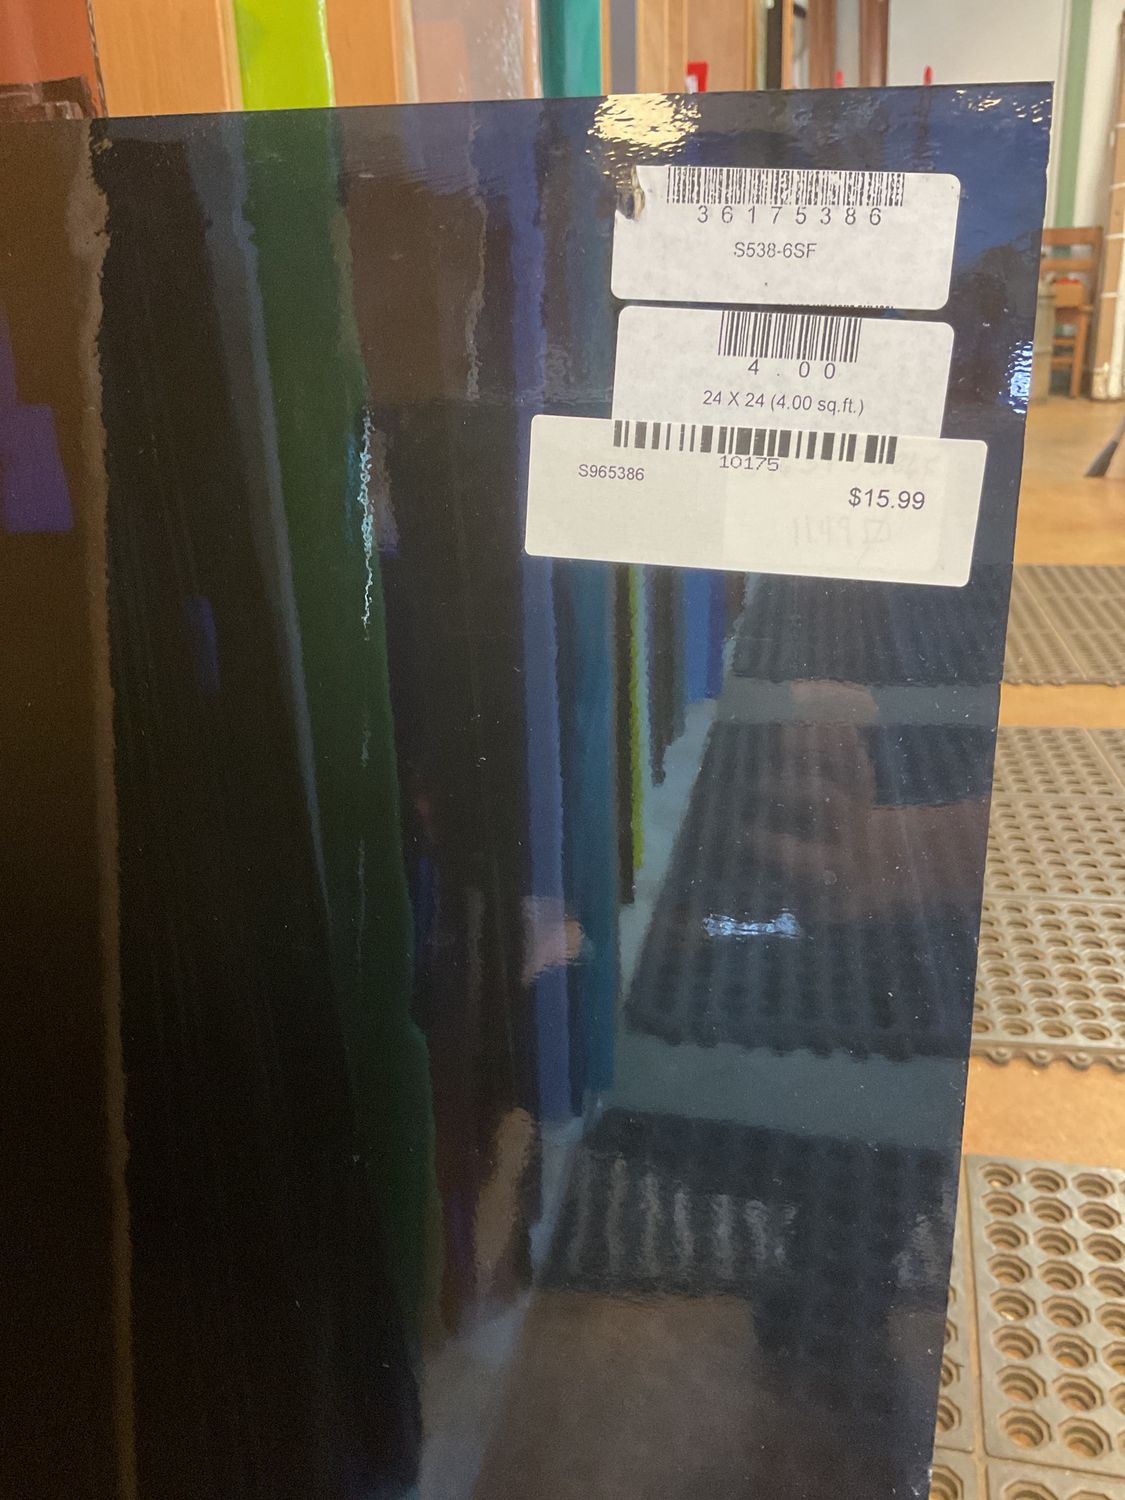 36175386
S538-6SF
4.00
24 X 24 (4.00 sq.ft.)
S965386 10175
$15.99